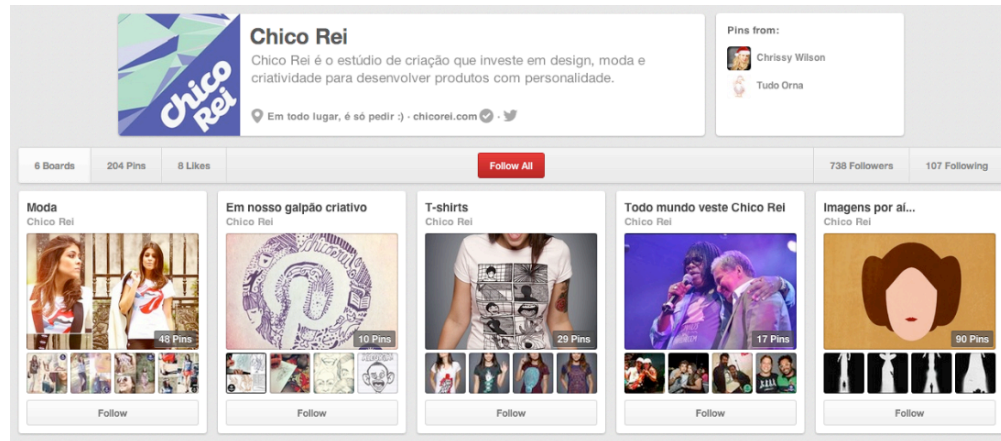 Chico Rei
Chico Rei
Chico Rei é o estúdio de criação que investe em design, moda e
criatividade para desenvolver produtos com personalidade.
Em todo lugar, é só pedir :) · chicorei.com ·
Pins from:
Chrissy Wilson
Tudo Orna
6 Boards
204 Pins
8 Likes
Follow All
738 Followers
107 Following
Moda
Chico Rei
48 Pins
Follow
Em nosso galpão criativo
Chico Rei
chicorei
10 Pins
Follow
T-shirts
Chico Rei
29 Pins
Follow
Todo mundo veste Chico Rei
Chico Rei
17 Pins
Follow
Imagens por aí...
Chico Rei
90 Pins
Follow